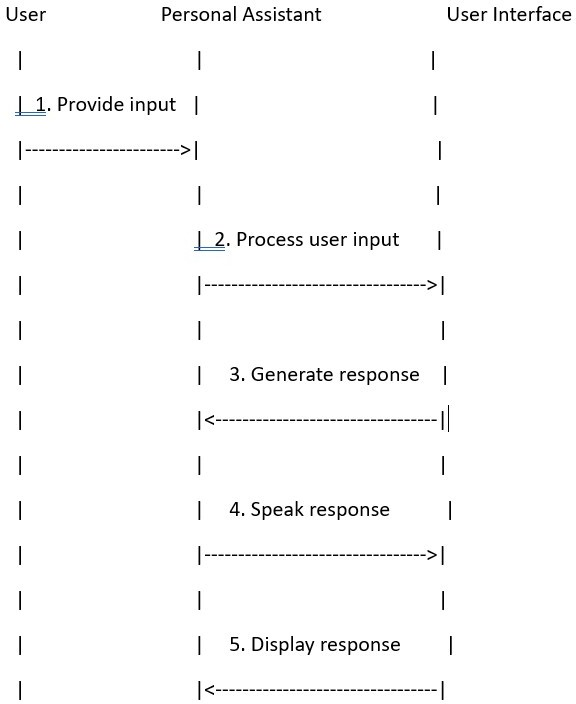 User Personal Assistant User Interface
| | |
| 1. Provide input | |
|----------------------->| |
| | |
| | 2. Process user input |
| |--------------------------------->|
| | |
| | 3. Generate response |
| |<---------------------------------|
| | |
| | 4. Speak response |
| |--------------------------------->|
| | |
| | 5. Display response |
| |<---------------------------------|